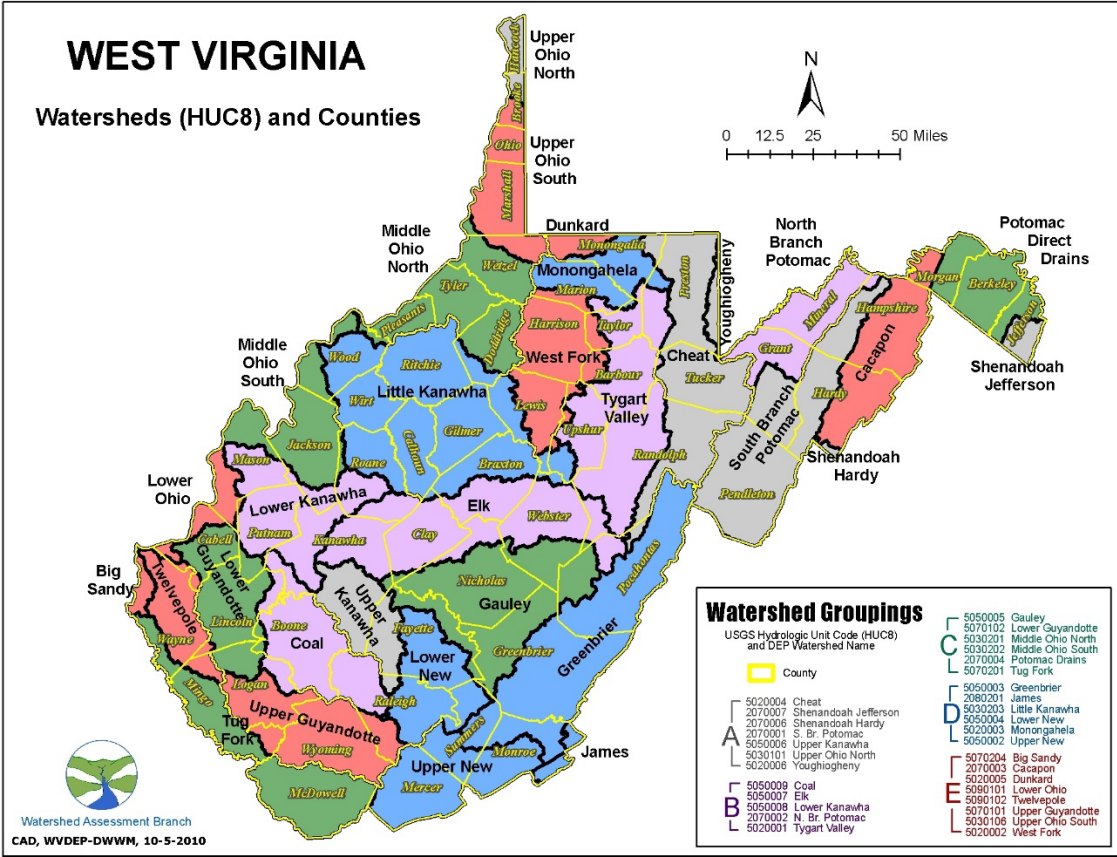 WEST VIRGINIA
Watersheds (HUC8) and Counties
N
0 12.5 25 50 Miles
Upper
Ohio
North
Hancock
Brooke
Ohio
Upper
Ohio
South
Marshall
Middle
Ohio
North
Dunkard
Monongalia
Monongahela
Marion
Wetzel
Tyler
Pleasants
Doddridge
Preston
Youghiogheny
North
Branch
Potomac
Potomac
Direct
Drains
Morgan
Berkeley
Jefferson
Shenandoah
Jefferson
Mineral
Hampshire
Grant
Hardy
Cacapon
Harrison
West Fork
Taylor
Barbour
Tygart
Valley
Cheat
Tucker
Middle
Ohio
South
Wood
Ritchie
Little Kanawha
Wirt
Calhoun
Gilmer
Lewis
Upshur
Randolph
South Branch
Potomac
Shenandoah
Hardy
Pendleton
Jackson
Roane
Braxton
Mason
Lower
Ohio
Lower Kanawha
Elk
Webster
Putnam
Kanawha
Clay
Cabell
Lower
Guyandotte
Big
Sandy
Twelvepole
Wayne
Lincoln
Boone
Coal
Upper
Kanawha
Nicholas
Gauley
Pocahontas
Fayette
Lower
New
Greenbrier
Greenbrier
Mingo
Logan
Tug
Fork
Upper Guyandotte
Wyoming
Raleigh
Summers
Monroe
James
Upper New
Mercer
McDowell
Watershed Groupings
USGS Hydrologic Unit Code (HUC8)
and DEP Watershed Name
County
A
5020004 Cheat
2070007 Shenandoah Jefferson
2070006 Shenandoah Hardy
2070001 S. Br. Potomac
5050006 Upper Kanawha
5030101 Upper Ohio North
5020006 Youghiogheny
B
5050009 Coal
5050007 Elk
5050008 Lower Kanawha
2070002 N. Br. Potomac
5020001 Tygart Valley
C
5050005 Gauley
5070102 Lower Guyandotte
5030201 Middle Ohio North
5030202 Middle Ohio South
2070004 Potomac Drains
5070201 Tug Fork
D
5050003 Greenbrier
2080201 James
5030203 Little Kanawha
5050004 Lower New
5020003 Monongahela
5050002 Upper New
E
5070204 Big Sandy
2070003 Cacapon
5020005 Dunkard
5090101 Lower Ohio
5090102 Twelvepole
5070101 Upper Guyandotte
5030106 Upper Ohio South
5020002 West Fork
Watershed Assessment Branch
CAD, WVDEP-DWWM, 10-5-2010